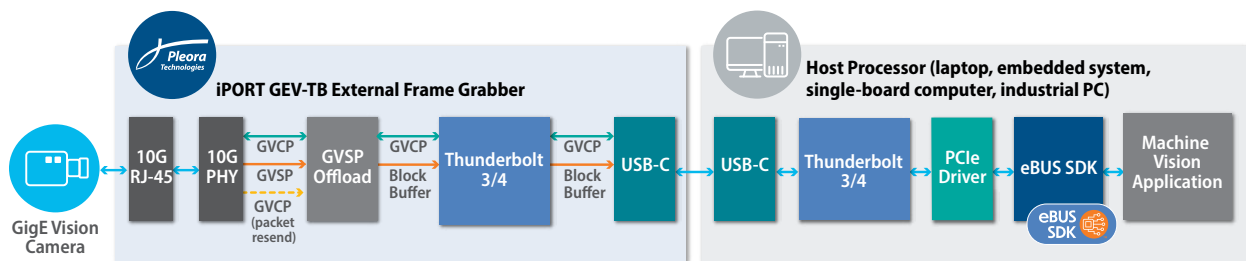 Pleora
Technologies
iPORT GEV-TB External Frame Grabber
Host Processor (laptop, embedded system,
single-board computer, industrial PC)
GigE Vision
Camera
10G
RJ-45
10G
PHY
GVCP
GVSP
GVCP
(packet
resend)
GVSP
Offload
GVCP
Block
Buffer
Thunderbolt
3/4
GVCP
Block
Buffer
USB-C
USB-C
Thunderbolt
3/4
PCIe
Driver
eBUS SDK
eBUS
SDK
Machine
Vision
Application